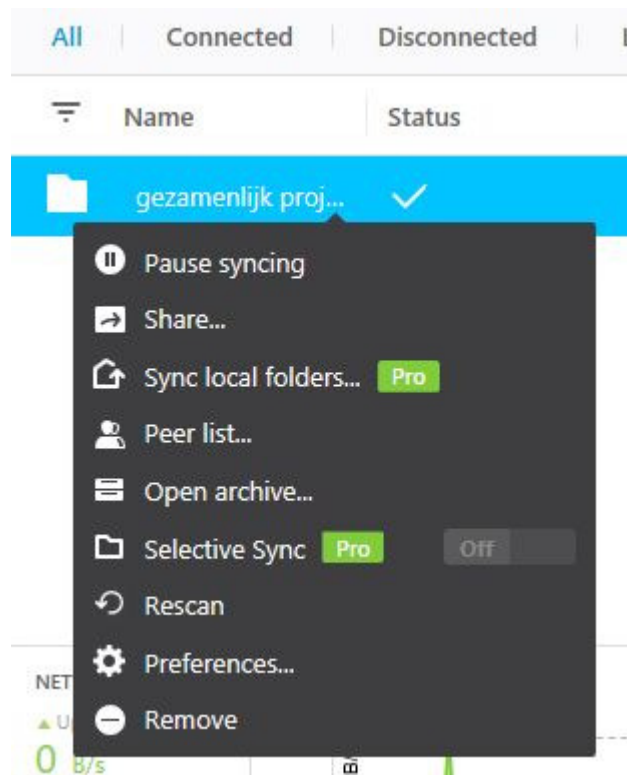 All Connected Disconnected
Name Status
gezamenlijk proj...
Pause syncing
Share...
Sync local folders... Pro
Peer list...
Open archive...
Selective Sync Pro Off
Rescan
Preferences...
Remove
NET
0 B/s